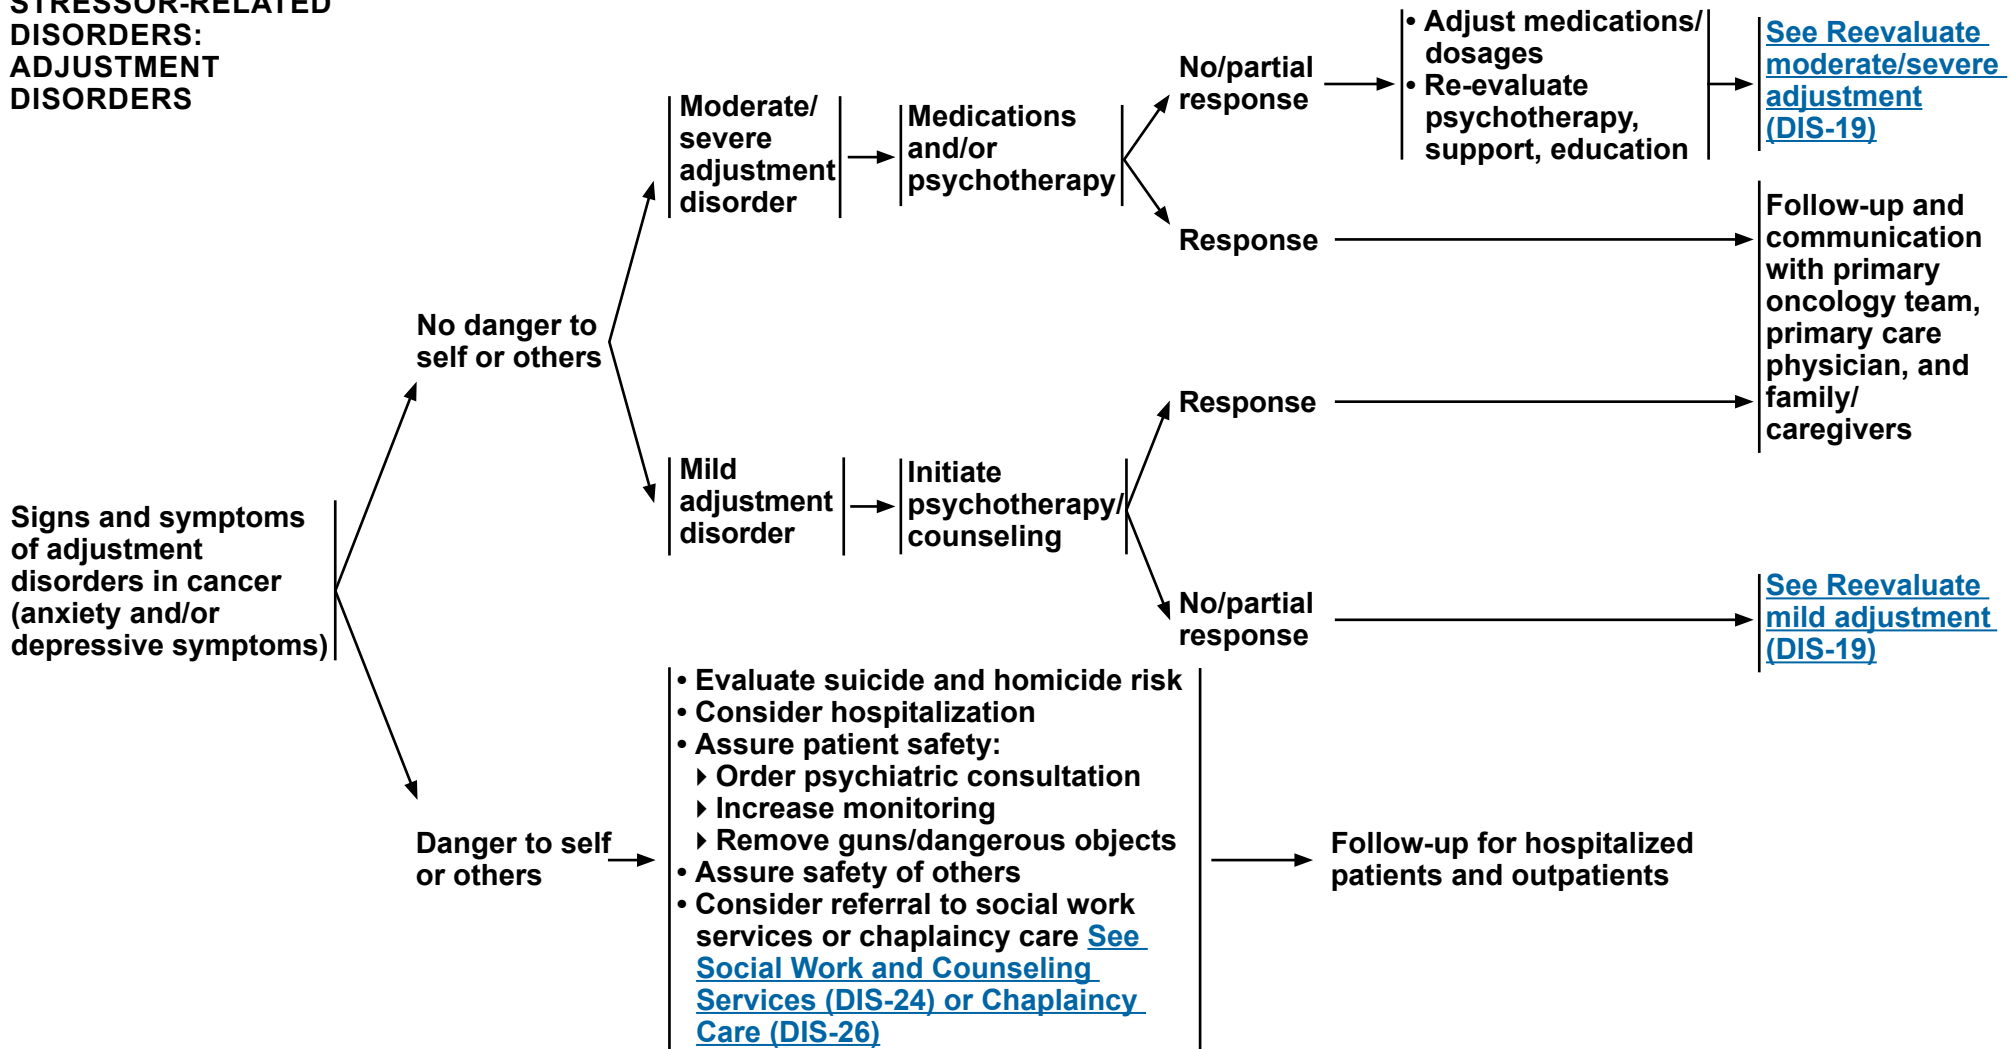 STRESSOR-RELATED
DISORDERS:
ADJUSTMENT
DISORDERS
Signs and symptoms
of adjustment
disorders in cancer
(anxiety and/or
depressive symptoms)
No danger to
self or others
Moderate/
severe
adjustment
disorder
Medications
and/or
psychotherapy
No/partial
response
• Adjust medications/
dosages
• Re-evaluate
psychotherapy,
support, education
See Reevaluate
moderate/severe
adjustment
(DIS-19)
Response
Follow-up and
communication
with primary
oncology team,
primary care
physician, and
family/
caregivers
Mild
adjustment
disorder
Initiate
psychotherapy/
counseling
Response
No/partial
response
See Reevaluate
mild adjustment
(DIS-19)
Danger to self
or others
• Evaluate suicide and homicide risk
• Consider hospitalization
• Assure patient safety:
▸ Order psychiatric consultation
▸ Increase monitoring
▸ Remove guns/dangerous objects
• Assure safety of others
• Consider referral to social work
services or chaplaincy care See
Social Work and Counseling
Services (DIS-24) or Chaplaincy
Care (DIS-26)
Follow-up for hospitalized
patients and outpatients